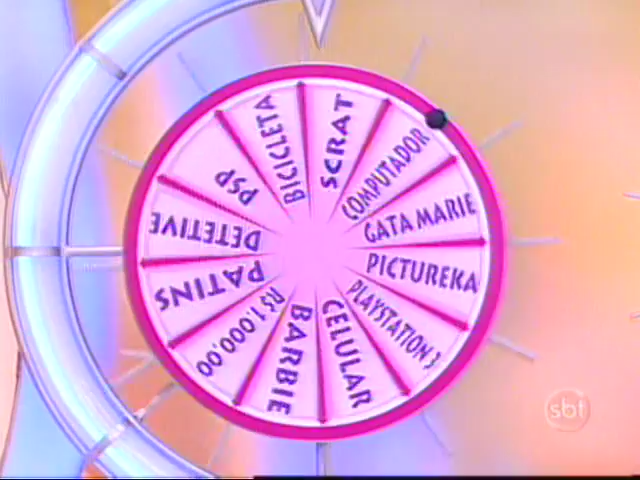 BICICLETA
SCRAT
COMPUTADOR
GATA MARIE
PICTUREKA
PLAYSTATION 3
CELULAR
BARBIE
R$1.000,00
PATINS
DETETIVE
PSP
sbt